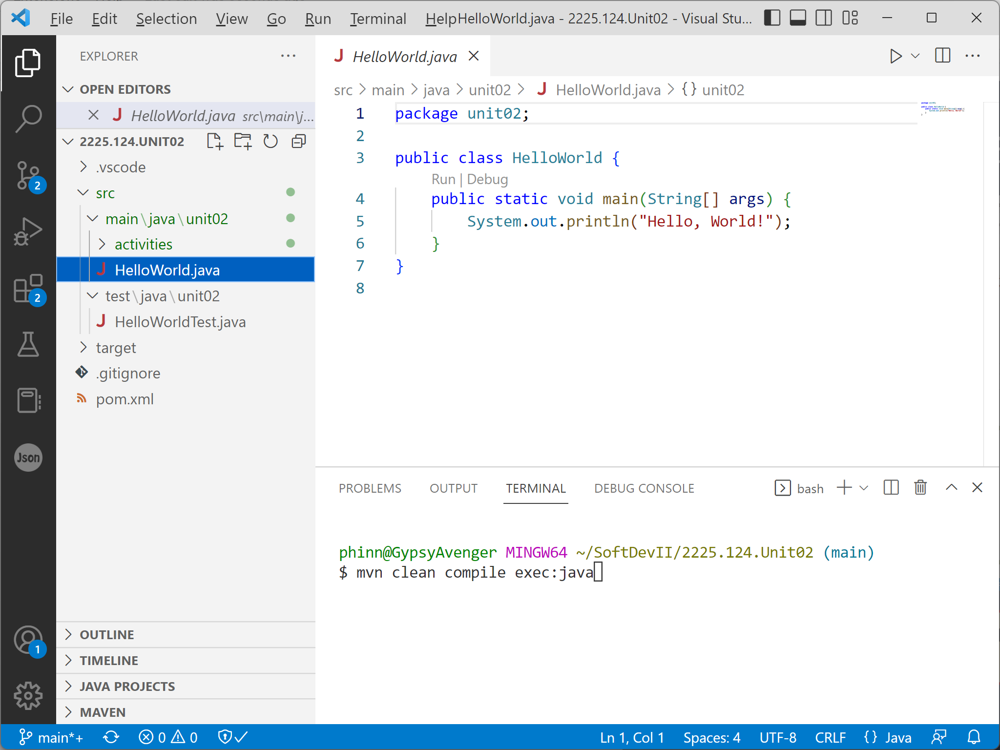 File Edit Selection View Go Run Terminal Help HelloWorld.java - 2225.124.Unit02 - Visual Stu...
EXPLORER
OPEN EDITORS
HelloWorld.java src\main\j...
2225.124.UNIT02
.vscode
src
main\java\unit02
activities
HelloWorld.java
test\java\unit02
HelloWorldTest.java
target
.gitignore
pom.xml
OUTLINE
TIMELINE
JAVA PROJECTS
MAVEN
2
2
Json
1
HelloWorld.java
src > main > java > unit02 > HelloWorld.java > {} unit02
1 package unit02;
2
3 public class HelloWorld {
Run | Debug
4 public static void main(String[] args) {
5 System.out.println("Hello, World!");
6 }
7 }
8
PROBLEMS OUTPUT TERMINAL DEBUG CONSOLE bash
phinn@GypsyAvenger MINGW64 ~/SoftDevII/2225.124.Unit02 (main)
$ mvn clean compile exec:java
main*+ 0 0 Ln 1, Col 1 Spaces: 4 UTF-8 CRLF {} Java